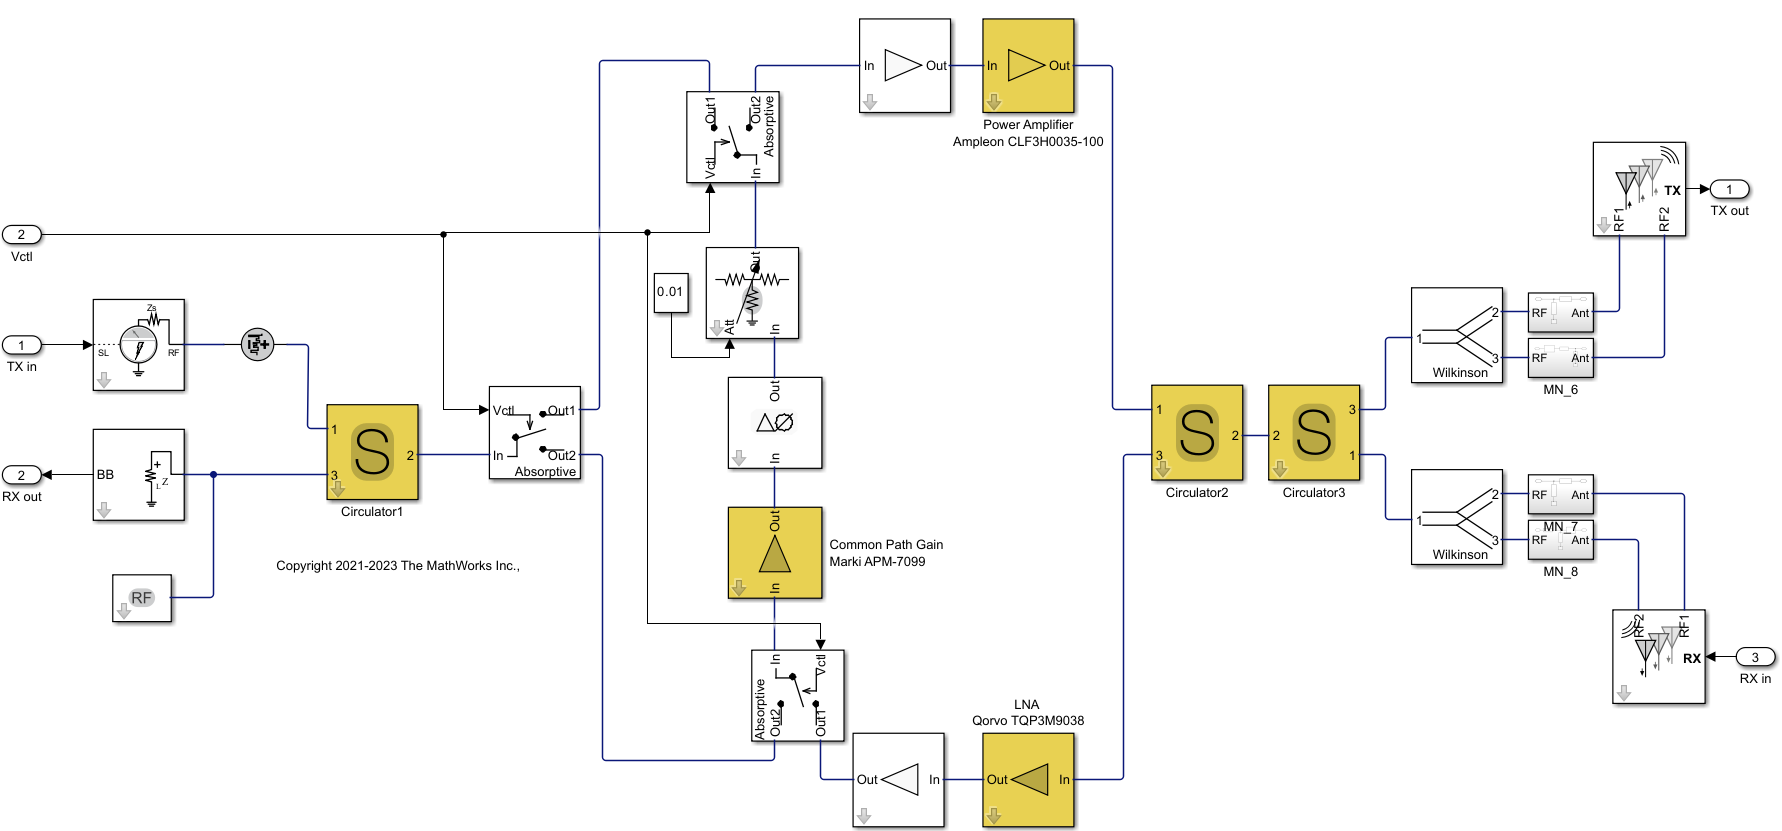 In
Out
In
Out
Power Amplifier
Ampleon CLF3H0035-100
Out1
Out2
Absorptive
Vctl
In
TX
RF1
RF2
1
TX out
2
Vctl
Out
0.01
Att
In
Zs
SL
RF
1
TX in
1
2
3
Wilkinson
RF
Ant
RF
Ant
MN_6
Out
ΔØ
In
Vctl
Out1
In
Out2
Absorptive
1
S
2
3
Circulator1
1
S
2
3
Circulator2
3
S
2
1
Circulator3
BB
+
Z
L
2
RX out
1
2
3
Wilkinson
RF
Ant
MN_7
RF
Ant
MN_8
Out
In
Common Path Gain
Marki APM-7099
Copyright 2021-2023 The MathWorks Inc.,
RF
In
Vctl
Absorptive
Out2
Out1
RF2
RF1
RX
3
RX in
LNA
Qorvo TQP3M9038
Out
In
Out
In